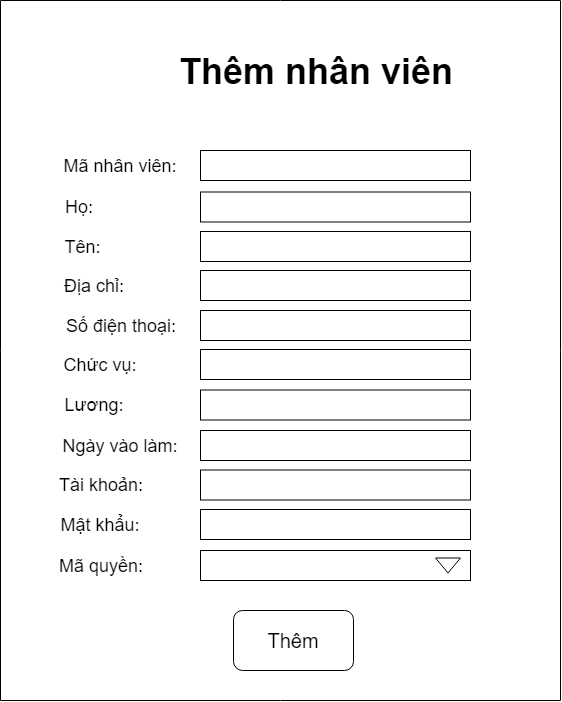 Thêm nhân viên
Mã nhân viên:
Họ:
Tên:
Địa chỉ:
Số điện thoại:
Chức vụ:
Lương:
Ngày vào làm:
Tài khoản:
Mật khẩu:
Mã quyền:
Thêm